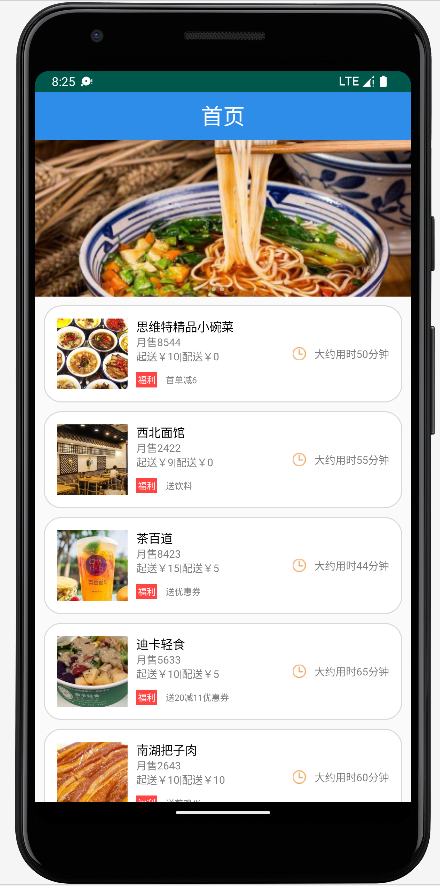 8:25
LTE
首页
思维特精品小碗菜
月售8544
起送￥10|配送￥0
大约用时50分钟
福利 首单减6
西北面馆
月售2422
起送￥9|配送￥0
大约用时55分钟
福利 送饮料
茶百道
月售8423
起送￥15|配送￥5
大约用时44分钟
福利 送优惠券
迪卡轻食
月售5633
起送￥10|配送￥5
大约用时65分钟
福利 送20减11优惠券
南湖把子肉
月售2643
起送￥10|配送￥10
大约用时60分钟